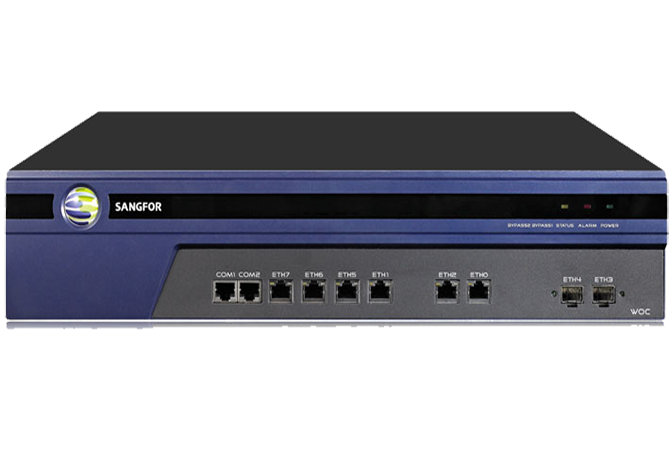 SANGFOR
BYPASS2 BYPASS1 STATUS ALARM POWER
COM1 COM2 ETH7 ETH6 ETH5 ETH1 ETH2 ETH0 ETH4 ETH3
WOC